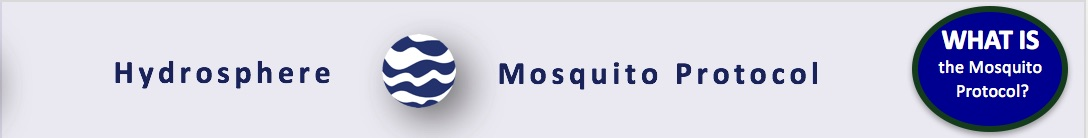 Hydrosphere
Mosquito Protocol
WHAT IS
the Mosquito
Protocol?